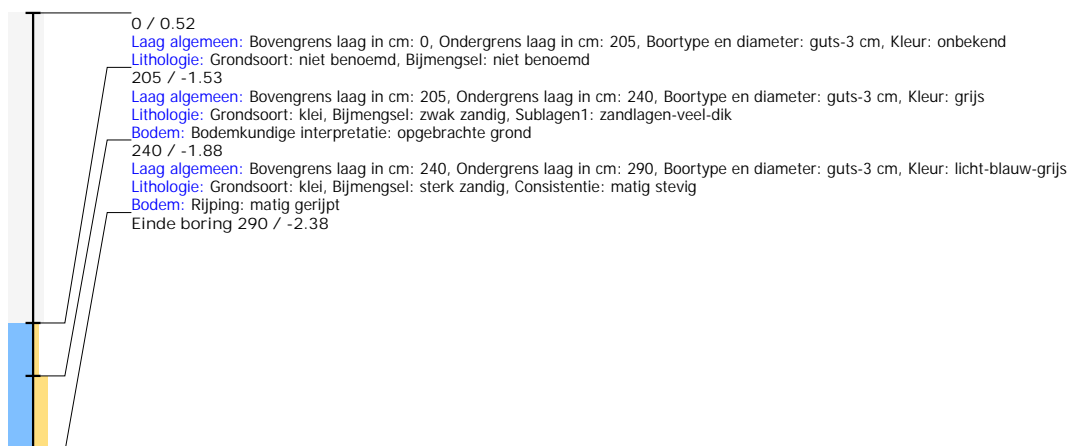 0 / 0.52
Laag algemeen: Bovengrens laag in cm: 0, Ondergrens laag in cm: 205, Boortype en diameter: guts-3 cm, Kleur: onbekend
Lithologie: Grondsoort: niet benoemd, Bijmengsel: niet benoemd
205 / -1.53
Laag algemeen: Bovengrens laag in cm: 205, Ondergrens laag in cm: 240, Boortype en diameter: guts-3 cm, Kleur: grijs
Lithologie: Grondsoort: klei, Bijmengsel: zwak zandig, Sublagen1: zandlagen-veel-dik
Bodem: Bodemkundige interpretatie: opgebrachte grond
240 / -1.88
Laag algemeen: Bovengrens laag in cm: 240, Ondergrens laag in cm: 290, Boortype en diameter: guts-3 cm, Kleur: licht-blauw-grijs
Lithologie: Grondsoort: klei, Bijmengsel: sterk zandig, Consistentie: matig stevig
Bodem: Rijping: matig gerijpt
Einde boring 290 / -2.38